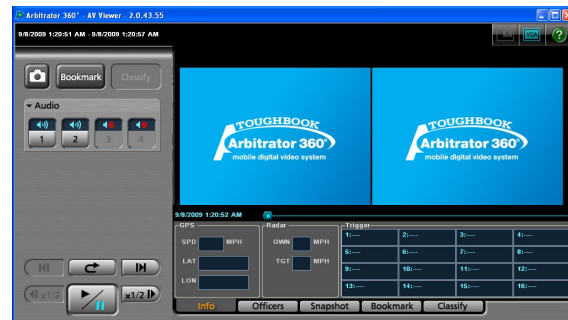 Arbitrator 360° - AV Viewer - 2.0.43.55
9/8/2009 1:20:51 AM - 9/8/2009 1:20:57 AM
VGA ?
Bookmark Classify
Audio
1 2 3 4
TOUGHBOOK TOUGHBOOK
Arbitrator 360° Arbitrator 360°
mobile digital video system mobile digital video system
9/8/2009 1:20:52 AM
GPS Radar Trigger
SPD MPH OWN MPH
LAT TGT MPH
LON
1:---- 2:---- 3:---- 4:----
5:---- 6:---- 7:---- 8:----
9:---- 10:---- 11:---- 12:----
13:---- 14:---- 15:---- 16:----
x1/2 x1/2
Info Officers Snapshot Bookmark Classify